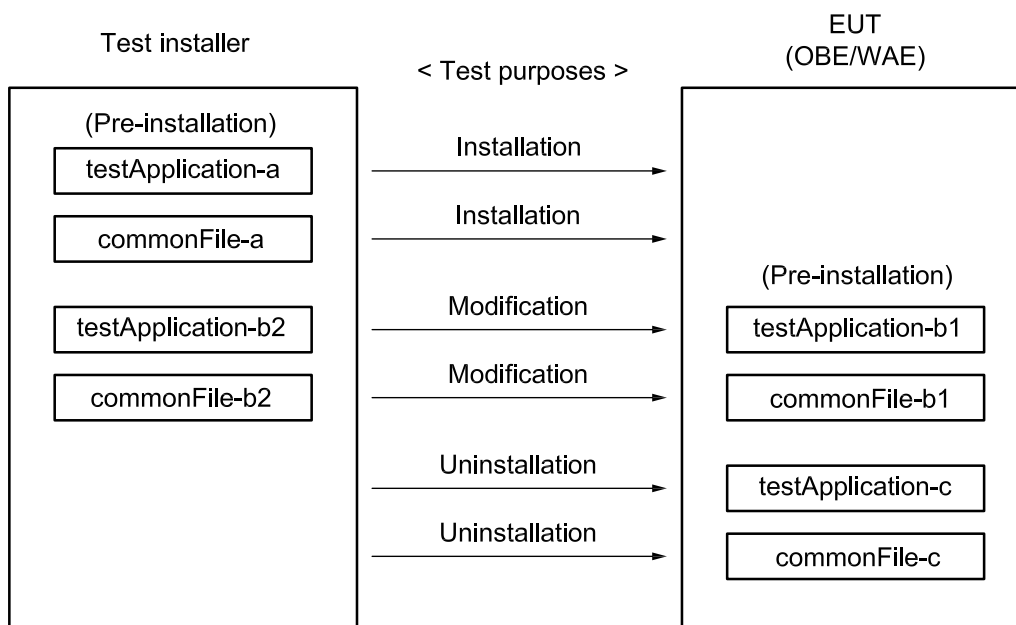 Test installer
< Test purposes >
EUT
(OBE/WAE)
(Pre-installation)
testApplication-a
Installation
commonFile-a
Installation
(Pre-installation)
testApplication-b2
Modification
testApplication-b1
commonFile-b2
Modification
commonFile-b1
Uninstallation
testApplication-c
Uninstallation
commonFile-c